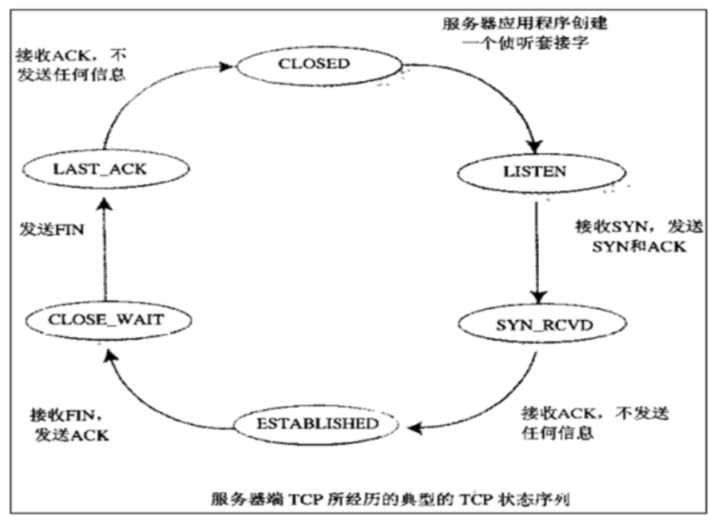 服务器应用程序创建
一个侦听套接字
接收ACK，不
发送任何信息
CLOSED
LAST_ACK
LISTEN
发送FIN
接收SYN，发送
SYN和ACK
CLOSE_WAIT
SYN_RCVD
接收FIN，
发送ACK
ESTABLISHED
接收ACK，不发送
任何信息
服务器端 TCP 所经历的典型的 TCP 状态序列